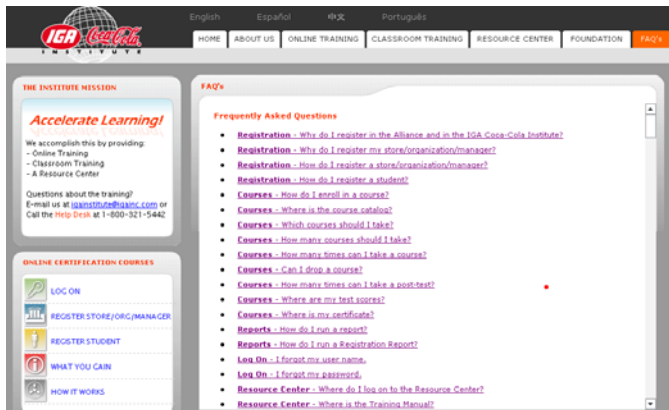 English Español 中文 Português
IGA Coca-Cola
INSTITUTE
HOME ABOUT US ONLINE TRAINING CLASSROOM TRAINING RESOURCE CENTER FOUNDATION FAQ's
THE INSTITUTE MISSION
Accelerate Learning!
We accomplish this by providing:
- Online Training
- Classroom Training
- A Resource Center
Questions about the training?
E-mail us at igainstitute@igainc.com or
Call the Help Desk at 1-800-321-5442
ONLINE CERTIFICATION COURSES
LOG ON
REGISTER STORE/ORG/MANAGER
REGISTER STUDENT
WHAT YOU GAIN
HOW IT WORKS
FAQ's
Frequently Asked Questions
• Registration - Why do I register in the Alliance and in the IGA Coca-Cola Institute?
• Registration - Why do I register my store/organization/manager?
• Registration - How do I register a store/organization/manager?
• Registration - How do I register a student?
• Courses - How do I enroll in a course?
• Courses - Where is the course catalog?
• Courses - Which courses should I take?
• Courses - How many courses should I take?
• Courses - How many times can I take a course?
• Courses - Can I drop a course?
• Courses - How many times can I take a post-test?
• Courses - Where are my test scores?
• Courses - Where is my certificate?
• Reports - How do I run a report?
• Reports - How do I run a Registration Report?
• Log On - I forgot my user name.
• Log On - I forgot my password.
• Resource Center - Where do I log on to the Resource Center?
• Resource Center - Where is the Training Manual?